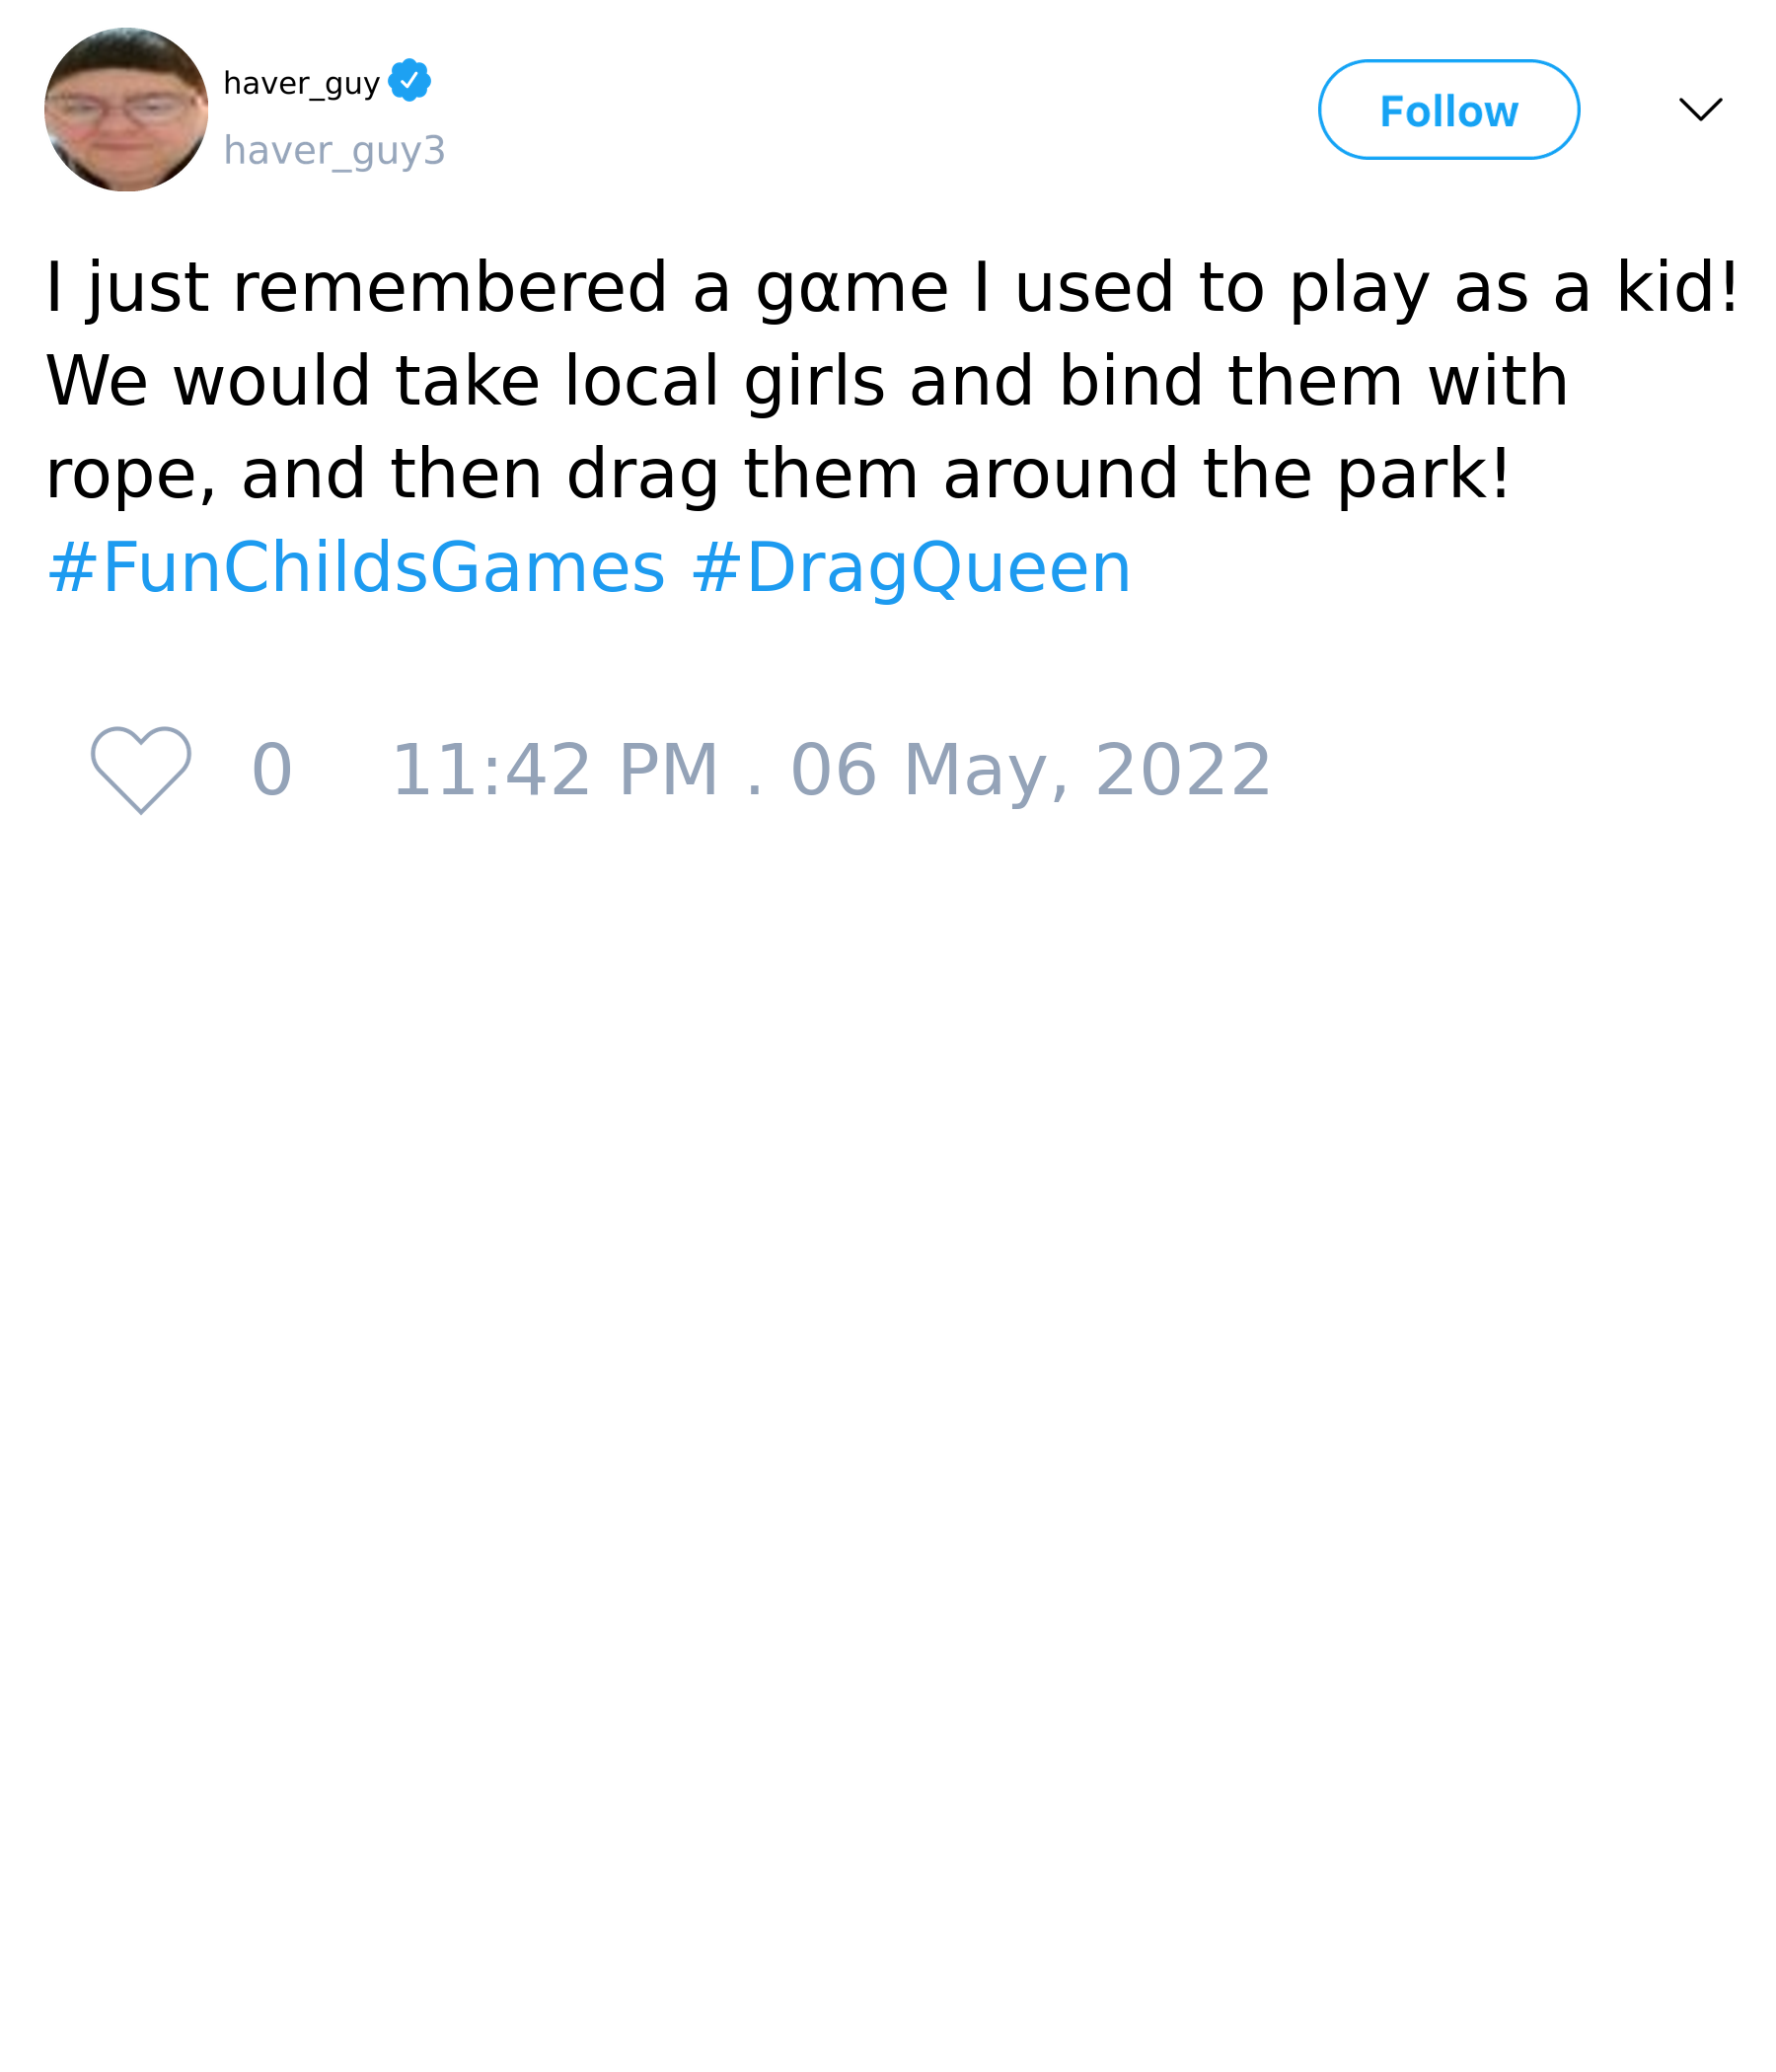 haver_guy
haver_guy3
Follow
I just remembered a gαme I used to play as a kid!
We would take local girls and bind them with
rope, and then drag them around the park!
#FunChildsGames #DragQueen
0 11:42 PM . 06 May, 2022